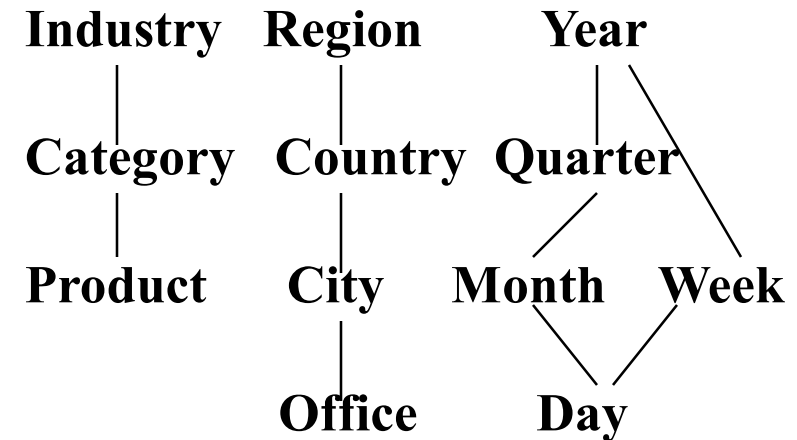 Industry Region Year
Category Country Quarter
Product City Month Week
Office Day